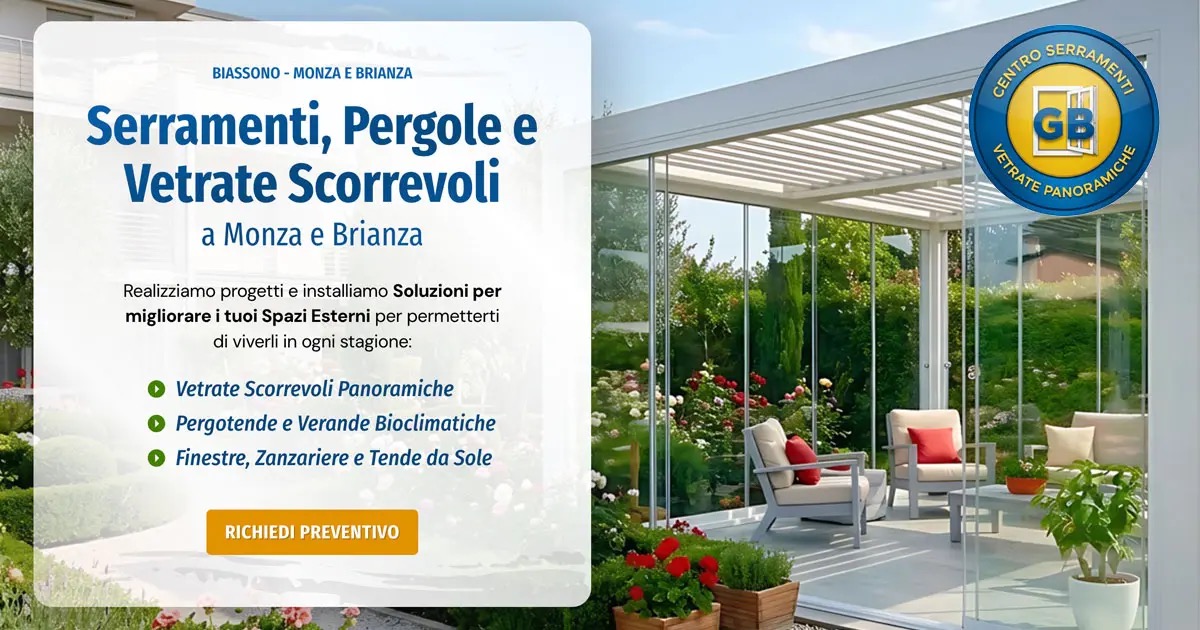 BIASSONO - MONZA E BRIANZA
Serramenti, Pergole e
Vetrate Scorrevoli
a Monza e Brianza
Realizziamo progetti e installiamo Soluzioni per
migliorare i tuoi Spazi Esterni per permetterti
di viverli in ogni stagione:
Vetrate Scorrevoli Panoramiche
Pergotende e Verande Bioclimatiche
Finestre, Zanzariere e Tende da Sole
RICHIEDI PREVENTIVO
CENTRO SERRAMENTI
GB
VETRATE PANORAMICHE